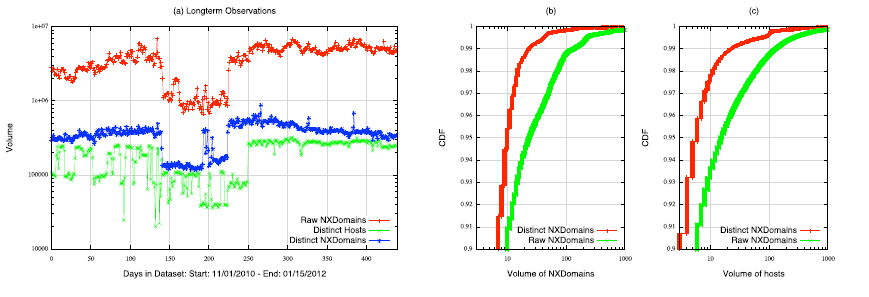 (a) Longterm Observations
1e+07
1e+06
100000
10000
Volume
0 50 100 150 200 250 300 350 400
Raw NXDomains
Distinct Hosts
Distinct NXDomains
Days in Dataset: Start: 11/01/2010 - End: 01/15/2012
(b)
1
0.99
0.98
0.97
0.96
0.95
0.94
0.93
0.92
0.91
0.9
CDF
Distinct NXDomains
Raw NXDomains
10 100 1000
Volume of NXDomains
(c)
1
0.99
0.98
0.97
0.96
0.95
0.94
0.93
0.92
0.91
0.9
CDF
Distinct NXDomains
Raw NXDomains
10 100 1000
Volume of hosts